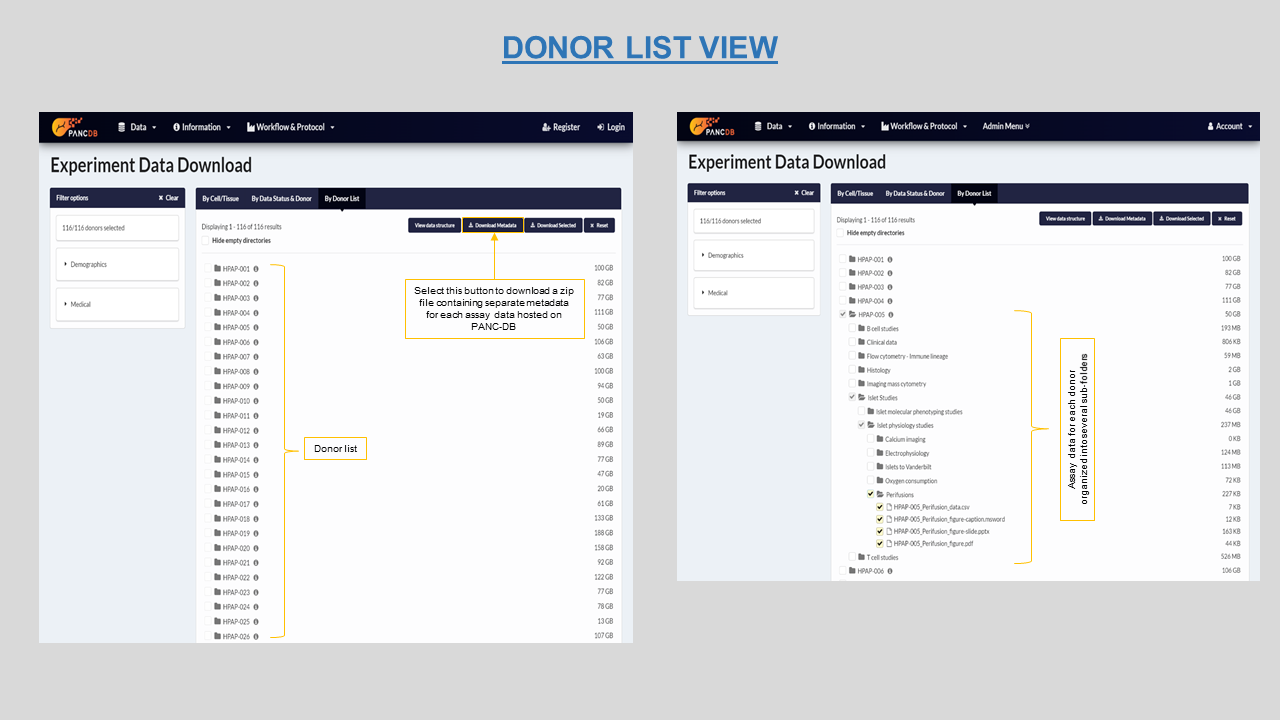 DONOR LIST VIEW
PANCDB
Data
Information
Workflow & Protocol
Register
Login
Experiment Data Download
Filter options
Clear
116/116 donors selected
Demographics
Medical
By Cell/Tissue
By Data Status & Donor
By Donor List
Displaying 1 - 116 of 116 results
View data structure
Download Metadata
Download Selected
Reset
Hide empty directories
HPAP-001 100 GB
HPAP-002 82 GB
HPAP-003 77 GB
HPAP-004 111 GB
HPAP-005 50 GB
HPAP-006 106 GB
HPAP-007 63 GB
HPAP-008 100 GB
HPAP-009 94 GB
HPAP-010 50 GB
HPAP-011 19 GB
HPAP-012 66 GB
HPAP-013 89 GB
HPAP-014 77 GB
HPAP-015 47 GB
HPAP-016 20 GB
HPAP-017 61 GB
HPAP-018 133 GB
HPAP-019 188 GB
HPAP-020 158 GB
HPAP-021 92 GB
HPAP-022 122 GB
HPAP-023 77 GB
HPAP-024 78 GB
HPAP-025 13 GB
HPAP-026 107 GB
Select this button to download a zip
file containing separate metadata
for each assay data hosted on
PANC-DB
Donor list
PANCDB
Data
Information
Workflow & Protocol
Admin Menu
Account
Experiment Data Download
Filter options
Clear
116/116 donors selected
Demographics
Medical
By Cell/Tissue
By Data Status & Donor
By Donor List
Displaying 1 - 116 of 116 results
View data structure
Download Metadata
Download Selected
Reset
Hide empty directories
HPAP-001 100 GB
HPAP-002 82 GB
HPAP-003 77 GB
HPAP-004 111 GB
HPAP-005 50 GB
B cell studies 193 MB
Clinical data 806 KB
Flow cytometry - Immune lineage 59 MB
Histology 2 GB
Imaging mass cytometry 1 GB
Islet Studies 46 GB
Islet molecular phenotyping studies 46 GB
Islet physiology studies 237 MB
Calcium imaging 0 KB
Electrophysiology 124 MB
Islets to Vanderbilt 113 MB
Oxygen consumption 72 KB
Perifusions 227 KB
HPAP-005_Perifusion_data.csv 7 KB
HPAP-005_Perifusion_figure-caption.msword 12 KB
HPAP-005_Perifusion_figure-slide.pptx 163 KB
HPAP-005_Perifusion_figure.pdf 44 KB
T cell studies 526 MB
HPAP-006 106 GB
Assay data for each donor
organized into several sub-folders